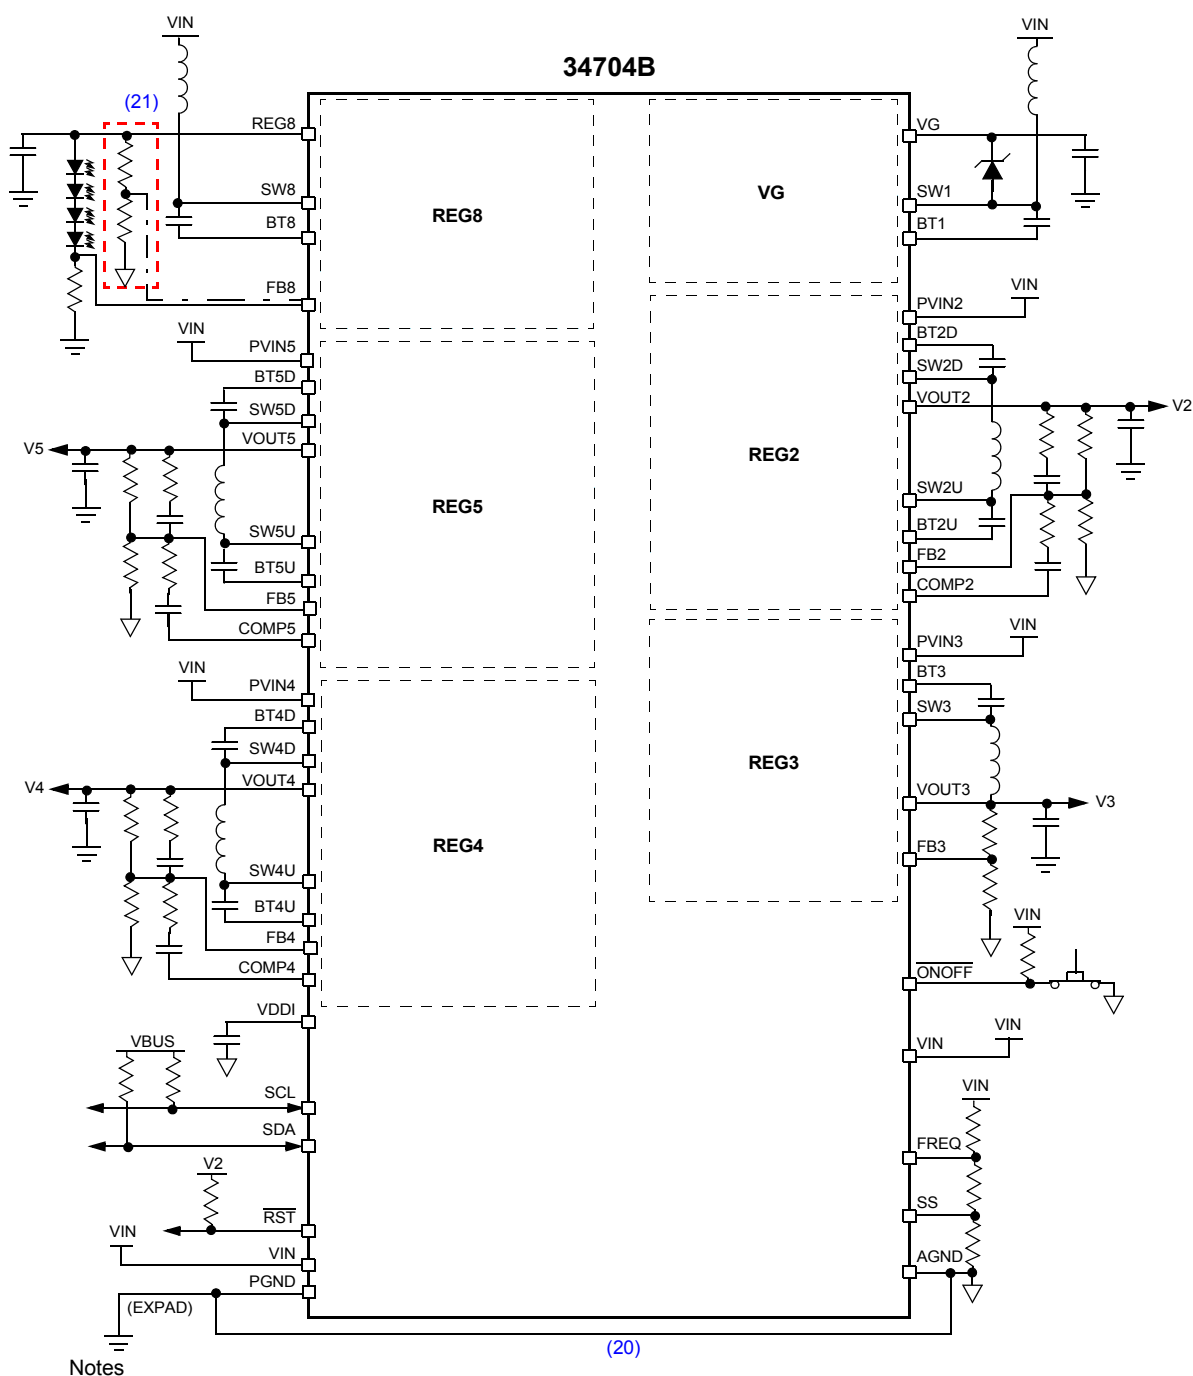 VIN
VIN
34704B
(21)
REG8
VG
SW8
VG
SW1
REG8
BT8
BT1
FB8
VIN
PVIN2
VIN
PVIN5
BT2D
BT5D
SW2D
SW5D
VOUT2
V2
V5
VOUT5
REG2
REG5
SW2U
SW5U
BT2U
BT5U
FB2
FB5
COMP2
COMP5
VIN
PVIN3
VIN
BT3
PVIN4
SW3
BT4D
SW4D
REG3
V4
VOUT4
VOUT3
V3
REG4
FB3
SW4U
BT4U
VIN
FB4
COMP4
ONOFF
VDDI
VIN
VBUS
VIN
VIN
SCL
SDA
FREQ
V2
SS
RST
VIN
VIN
AGND
PGND
(EXPAD)
(20)
Notes